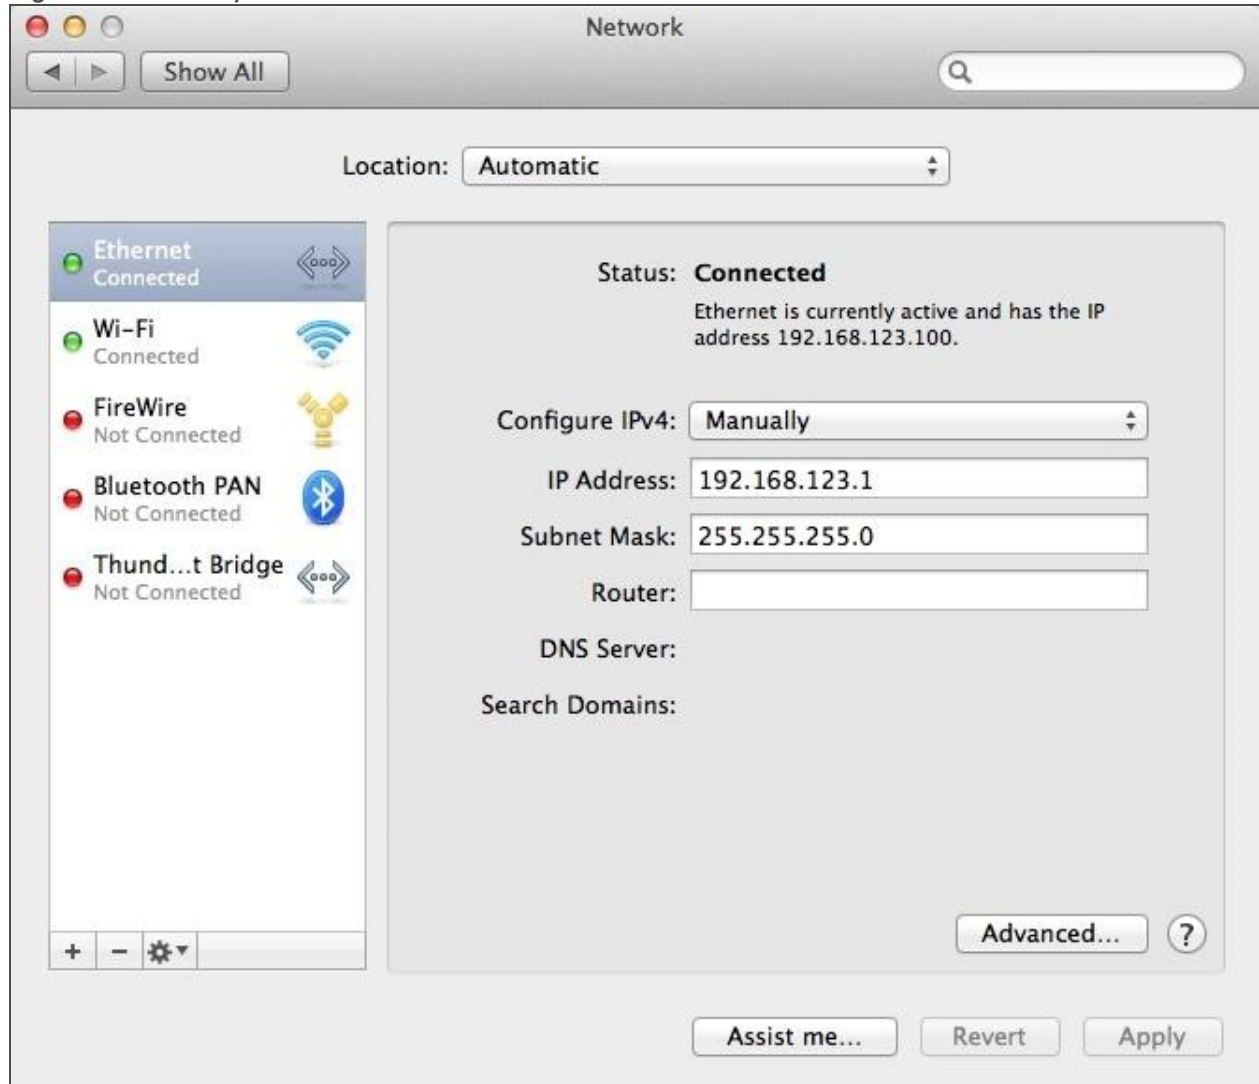 Network
Show All
Location: Automatic
Ethernet
Connected
Wi-Fi
Connected
FireWire
Not Connected
Bluetooth PAN
Not Connected
Thund...t Bridge
Not Connected
Status: Connected
Ethernet is currently active and has the IP
address 192.168.123.100.
Configure IPv4: Manually
IP Address: 192.168.123.1
Subnet Mask: 255.255.255.0
Router:
DNS Server:
Search Domains:
Advanced... ?
Assist me... Revert Apply